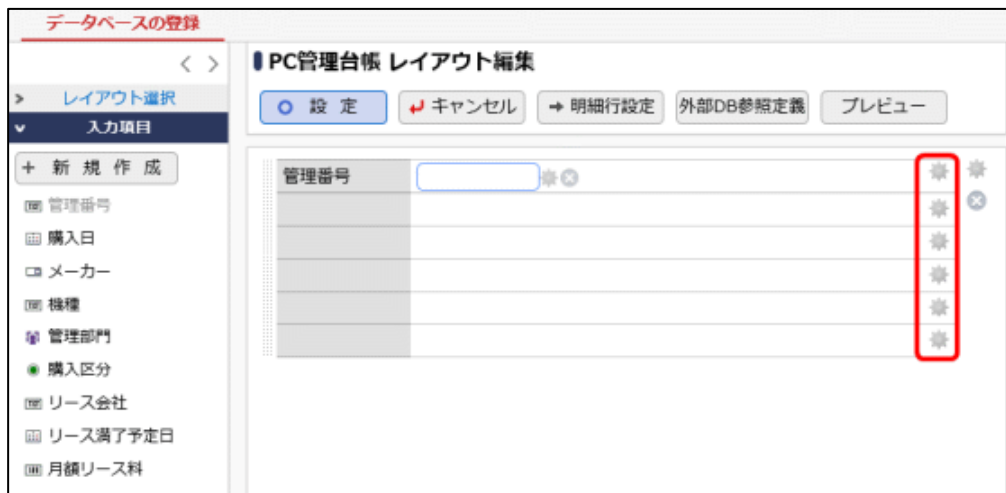 データベースの登録
< >
レイアウト選択
入力項目
+ 新規作成
管理番号
購入日
メーカー
機種
管理部門
購入区分
リース会社
リース満了予定日
月額リース料
PC管理台帳 レイアウト編集
設定
キャンセル
明細行設定
外部DB参照定義
プレビュー
管理番号